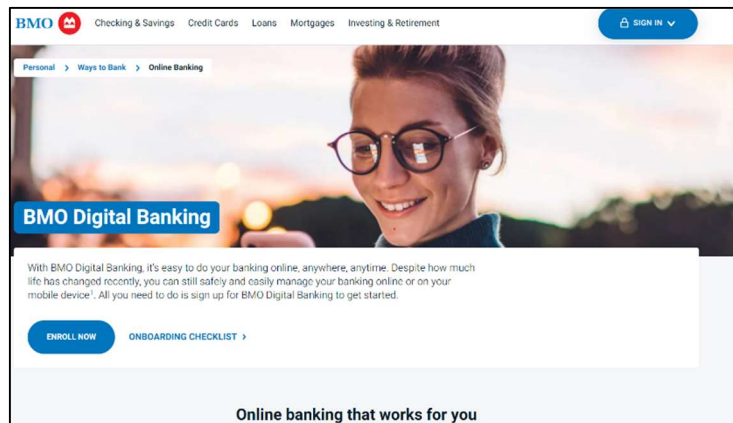 BMO Checking & Savings Credit Cards Loans Mortgages Investing & Retirement SIGN IN
Personal > Ways to Bank > Online Banking
BMO Digital Banking
With BMO Digital Banking, it's easy to do your banking online, anywhere, anytime. Despite how much
life has changed recently, you can still safely and easily manage your banking online or on your
mobile device¹. All you need to do is sign up for BMO Digital Banking to get started.
ENROLL NOW ONBOARDING CHECKLIST >
Online banking that works for you